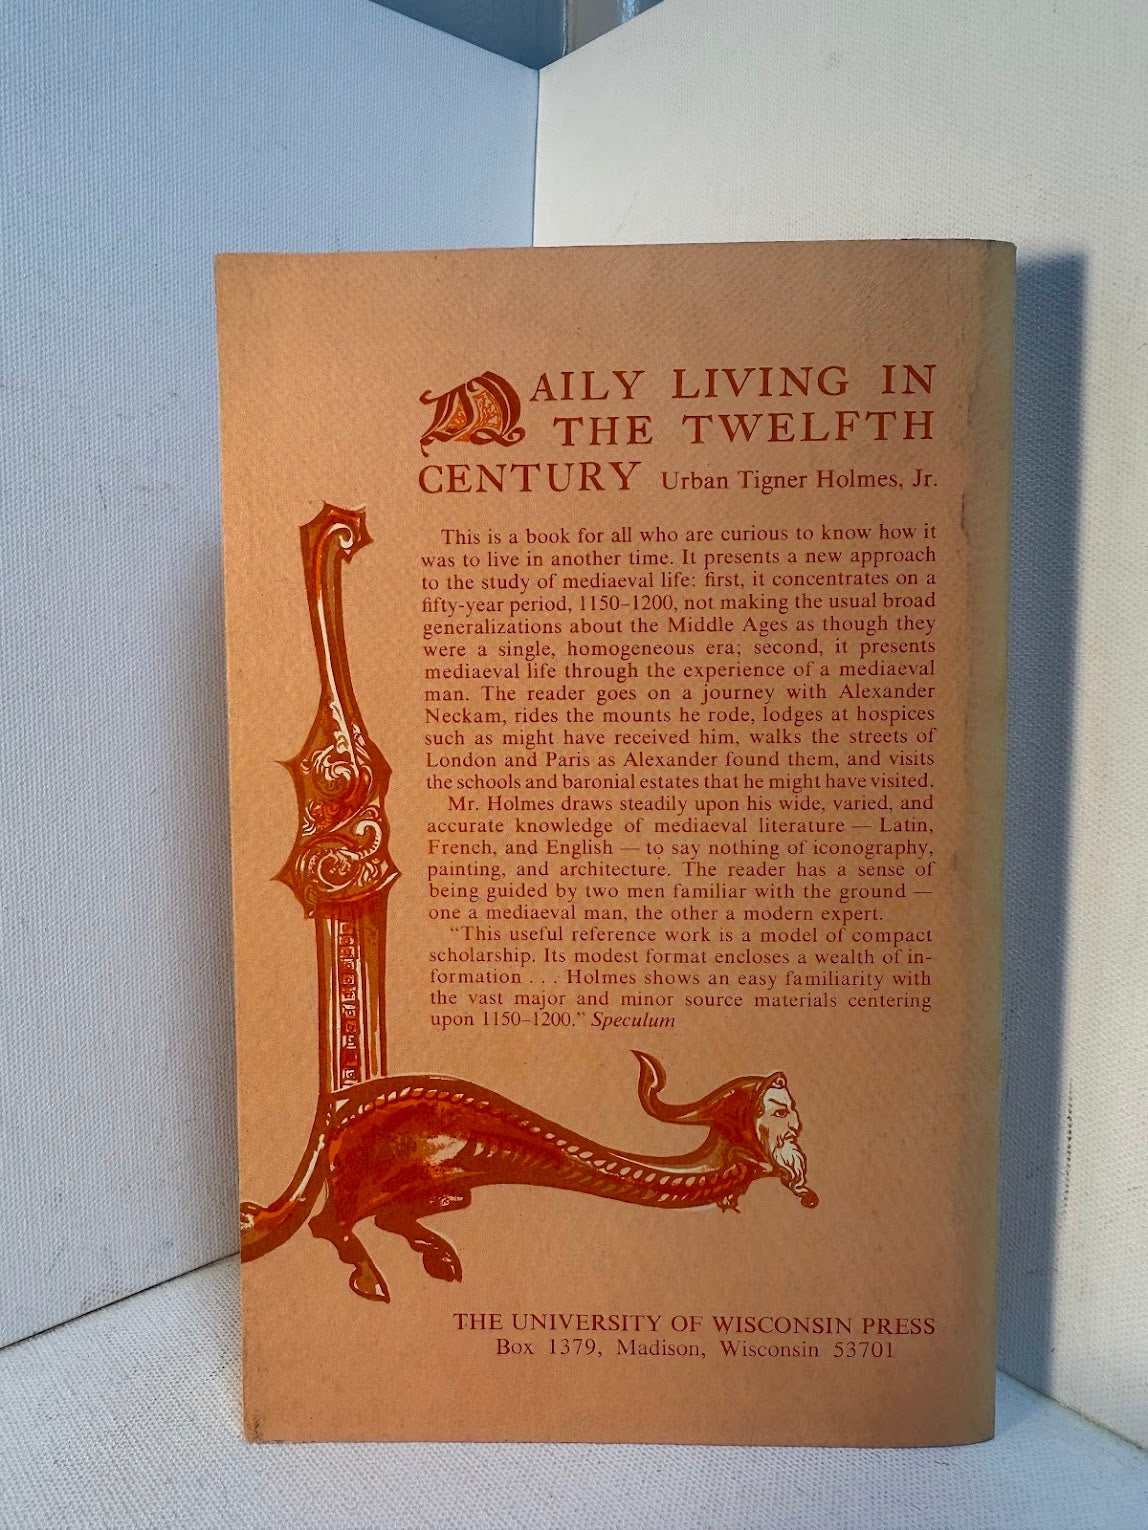 DAILY LIVING IN
THE TWELFTH
CENTURY Urban Tigner Holmes, Jr.
This is a book for all who are curious to know how it
was to live in another time. It presents a new approach
to the study of mediaeval life: first, it concentrates on a
fifty-year period, 1150–1200, not making the usual broad
generalizations about the Middle Ages as though they
were a single, homogeneous era; second, it presents
mediaeval life through the experience of a mediaeval
man. The reader goes on a journey with Alexander
Neckam, rides the mounts he rode, lodges at hospices
such as might have received him, walks the streets of
London and Paris as Alexander found them, and visits
the schools and baronial estates that he might have visited.
Mr. Holmes draws steadily upon his wide, varied, and
accurate knowledge of mediaeval literature — Latin,
French, and English — to say nothing of iconography,
painting, and architecture. The reader has a sense of
being guided by two men familiar with the ground —
one a mediaeval man, the other a modern expert.
“This useful reference work is a model of compact
scholarship. Its modest format encloses a wealth of in-
formation . . . Holmes shows an easy familiarity with
the vast major and minor source materials centering
upon 1150–1200.” Speculum
THE UNIVERSITY OF WISCONSIN PRESS
Box 1379, Madison, Wisconsin 53701